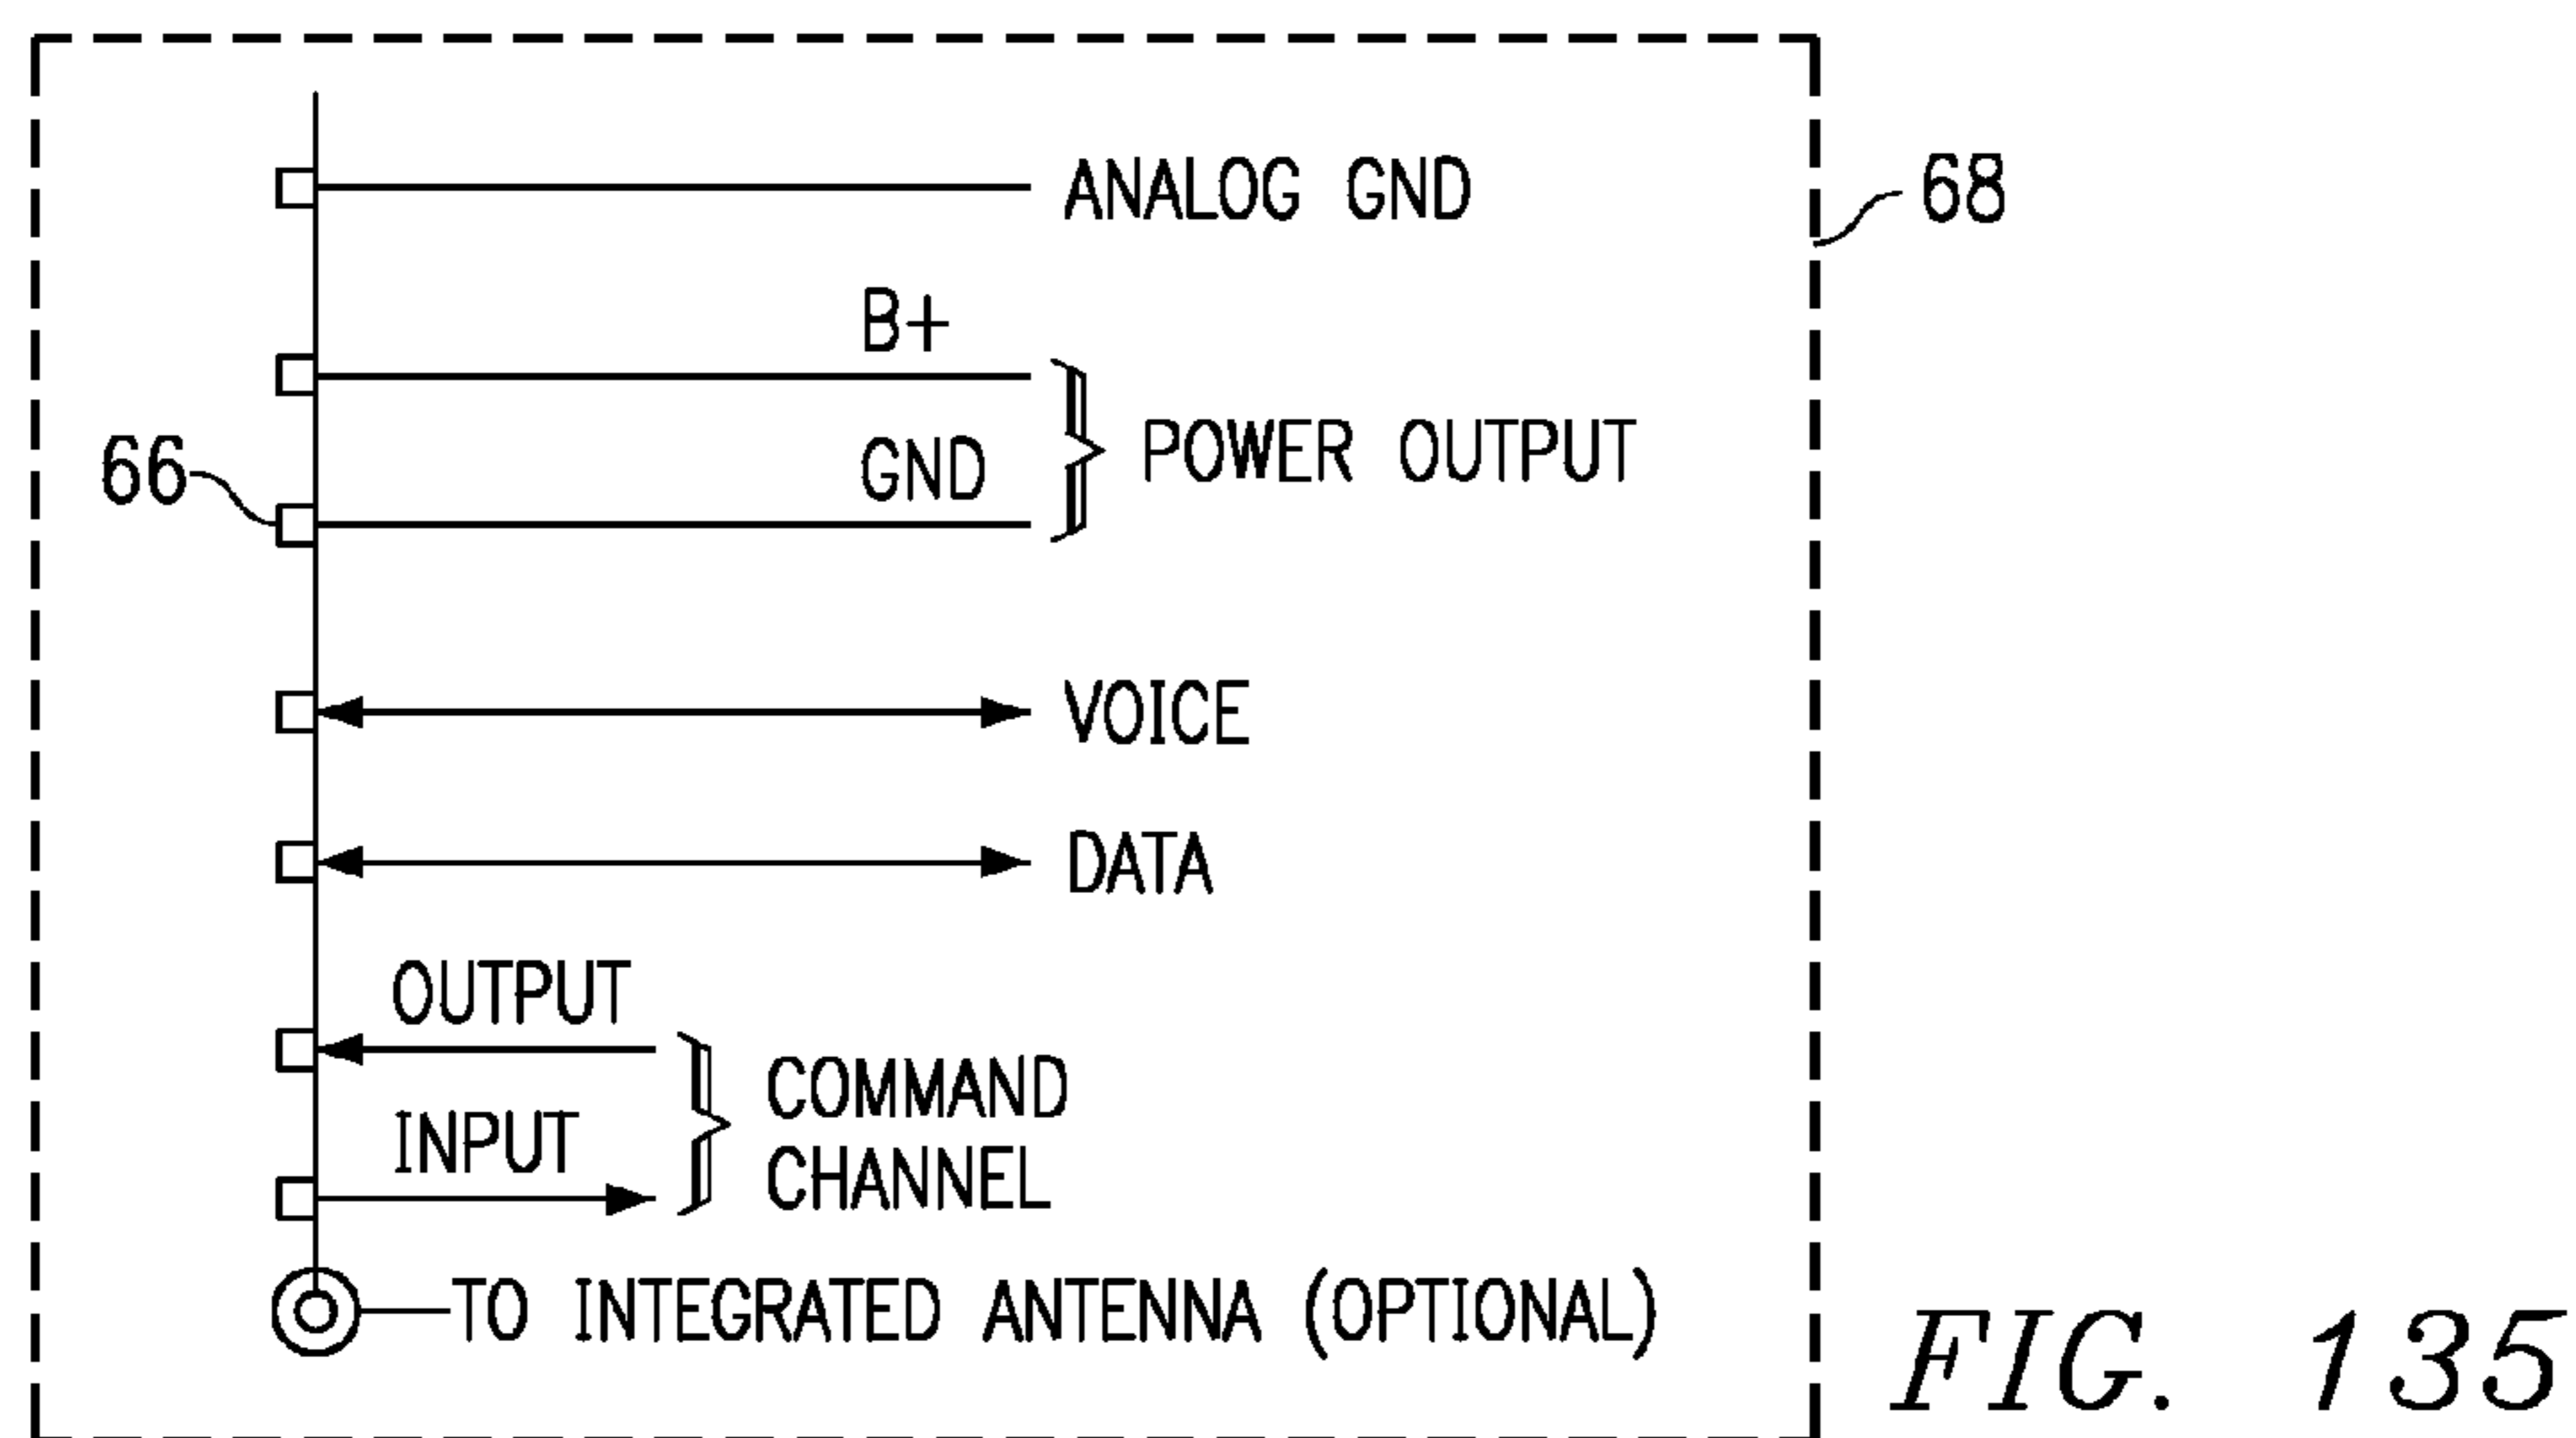 ANALOG GND
68
B+
66
GND
POWER OUTPUT
VOICE
DATA
OUTPUT
INPUT
COMMAND
CHANNEL
TO INTEGRATED ANTENNA (OPTIONAL)
FIG. 135